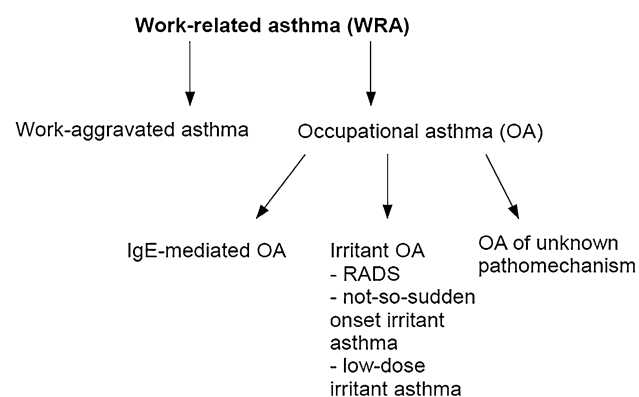 Work-related asthma (WRA)
Work-aggravated asthma
Occupational asthma (OA)
IgE-mediated OA
Irritant OA
- RADS
- not-so-sudden
onset irritant
asthma
- low-dose
irritant asthma
OA of unknown
pathomechanism